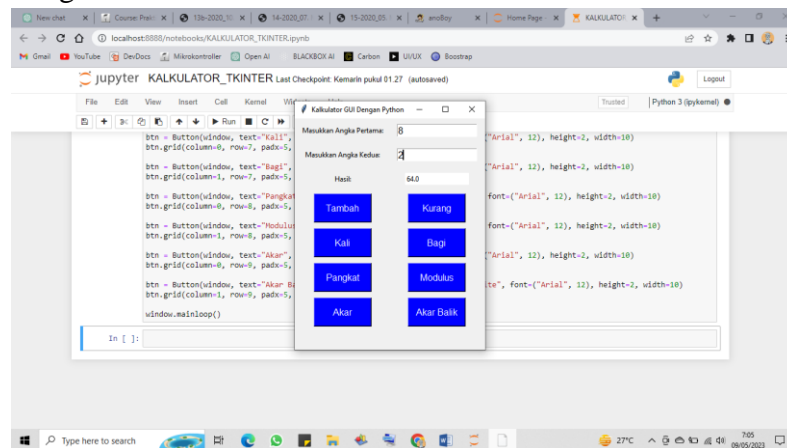 New chat
Course: Prakt
13b-2020_10
14-2020_07.1
15-2020_05.
anoBoy
Home Page -
KALKULATOR
localhost:8888/notebooks/KALKULATOR_TKINTER.ipynb
Gmail YouTube DevDocs Mikrokontroller Open AI BLACKBOX AI Carbon UI/UX Boostrap
jupyter KALKULATOR_TKINTER Last Checkpoint: Kemarin pukul 01.27 (autosaved)
Logout
File Edit View Insert Cell Kernel
Trusted Python 3 (ipykernel)
Run
btn = Button(window, text="Kali", ("Arial", 12), height=2, width=10)
btn.grid(column=0, row=7, padx=5,
btn = Button(window, text="Bagi", ("Arial", 12), height=2, width=10)
btn.grid(column=1, row=7, padx=5,
btn = Button(window, text="Pangkat font=("Arial", 12), height=2, width=10)
btn.grid(column=0, row=8, padx=5,
btn = Button(window, text="Modulus font=("Arial", 12), height=2, width=10)
btn.grid(column=1, row=8, padx=5,
btn = Button(window, text="Akar", ("Arial", 12), height=2, width=10)
btn.grid(column=0, row=9, padx=5,
btn = Button(window, text="Akar Ba te", font=("Arial", 12), height=2, width=10)
btn.grid(column=1, row=9, padx=5,
window.mainloop()
In [ ]:
Kalkulator GUI Dengan Python
Masukkan Angka Pertama: 8
Masukkan Angka Kedua: 2
Hasil: 64.0
Tambah Kurang
Kali Bagi
Pangkat Modulus
Akar Akar Balik
Type here to search
27°C
7:05
09/05/2023